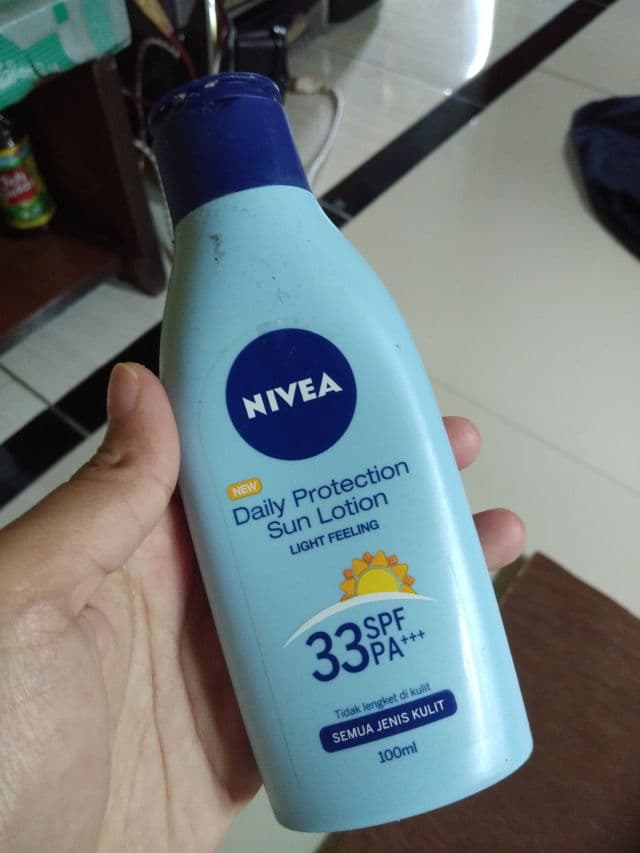 NIVEA
NEW
Daily Protection
Sun Lotion
LIGHT FEELING
33 SPF
PA+++
Tidak lengket di kulit
SEMUA JENIS KULIT
100ml